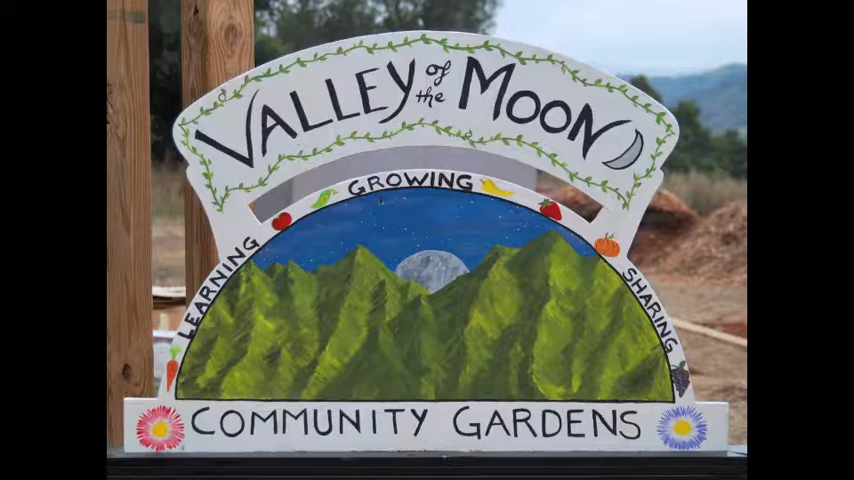 VALLEY of the MOON
LEARNING GROWING SHARING
COMMUNITY GARDENS